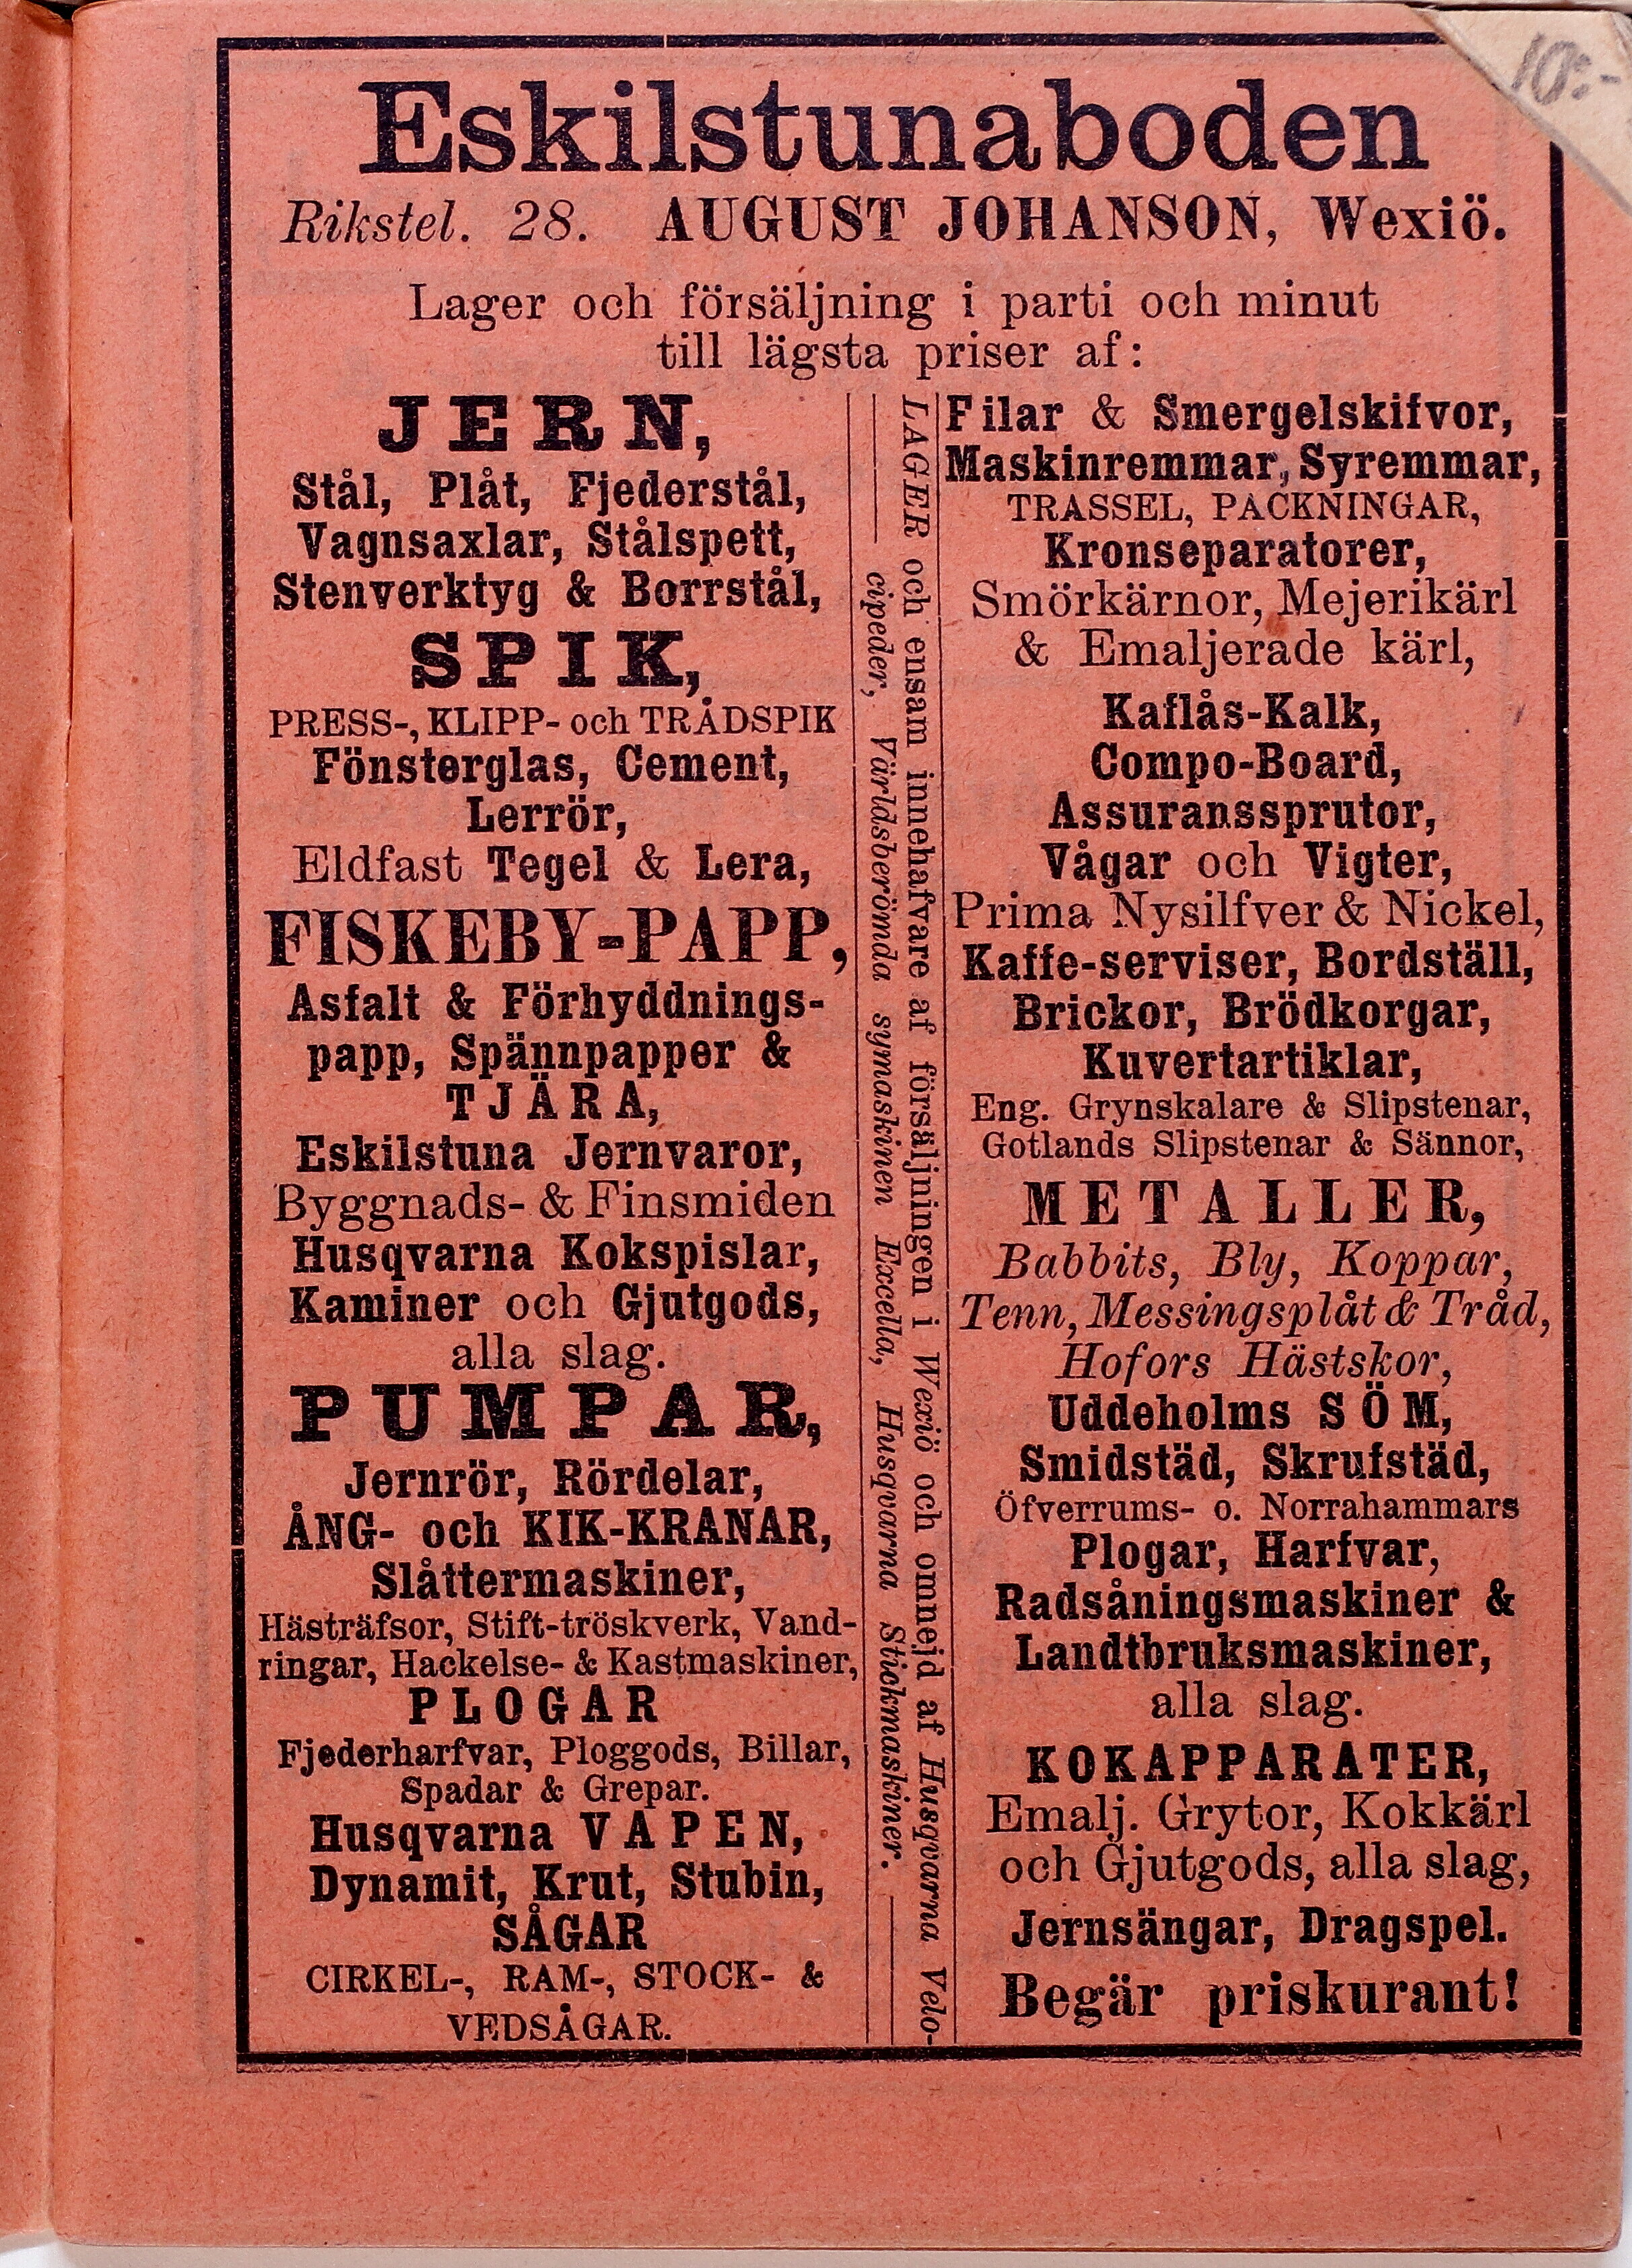 10:-
Eskilstunaboden
Rikstel. 28. AUGUST JOHANSON, Wexiö.
Lager och försäljning i parti och minut
till lägsta priser af:
JERN,
Stål, Plåt, Fjederstål,
Vagnsaxlar, Stålspett,
Stenverktyg & Borrstål,
SPIK,
PRESS-, KLIPP- och TRÅDSPIK
Fönsterglas, Cement,
Lerrör,
Eldfast Tegel & Lera,
FISKEBY-PAPP,
Asfalt & Förhyddnings-
papp, Spännpapper &
TJÄRA,
Eskilstuna Jernvaror,
Byggnads- & Finsmiden
Husqvarna Kokspislar,
Kaminer och Gjutgods,
alla slag.
PUMPAR,
Jernrör, Rördelar,
ÅNG- och KIK-KRANAR,
Slåttermaskiner,
Hästräfsor, Stift-tröskverk, Vand-
ringar, Hackelse- & Kastmaskiner,
PLOGAR
Fjederharfvar, Ploggods, Billar,
Spadar & Grepar.
Husqvarna VAPEN,
Dynamit, Krut, Stubin,
SÅGAR
CIRKEL-, RAM-, STOCK- &
VEDSÅGAR.
LAGER och ensam innehafvare af försäljningen i Wexiö och omnejd af Husqvarna Velo-
cipeder, Världsberömda symaskinen Excella, Husqvarna Stickmaskiner.
Filar & Smergelskifvor,
Maskinremmar, Syremmar,
TRASSEL, PACKNINGAR,
Kronseparatorer,
Smörkärnor, Mejerikärl
& Emaljerade kärl,
Kaflås-Kalk,
Compo-Board,
Assuranssprutor,
Vågar och Vigter,
Prima Nysilfver & Nickel,
Kaffe-serviser, Bordställ,
Brickor, Brödkorgar,
Kuvertartiklar,
Eng. Grynskalare & Slipstenar,
Gotlands Slipstenar & Sännor,
METALLER,
Babbits, Bly, Koppar,
Tenn, Messingsplåt & Tråd,
Hofors Hästskor,
Uddeholms SÖM,
Smidstäd, Skrufstäd,
Öfverrums- o. Norrahammars
Plogar, Harfvar,
Radsåningsmaskiner &
Landtbruksmaskiner,
alla slag.
KOKAPPARATER,
Emalj. Grytor, Kokkärl
och Gjutgods, alla slag,
Jernsängar, Dragspel.
Begär priskurant!